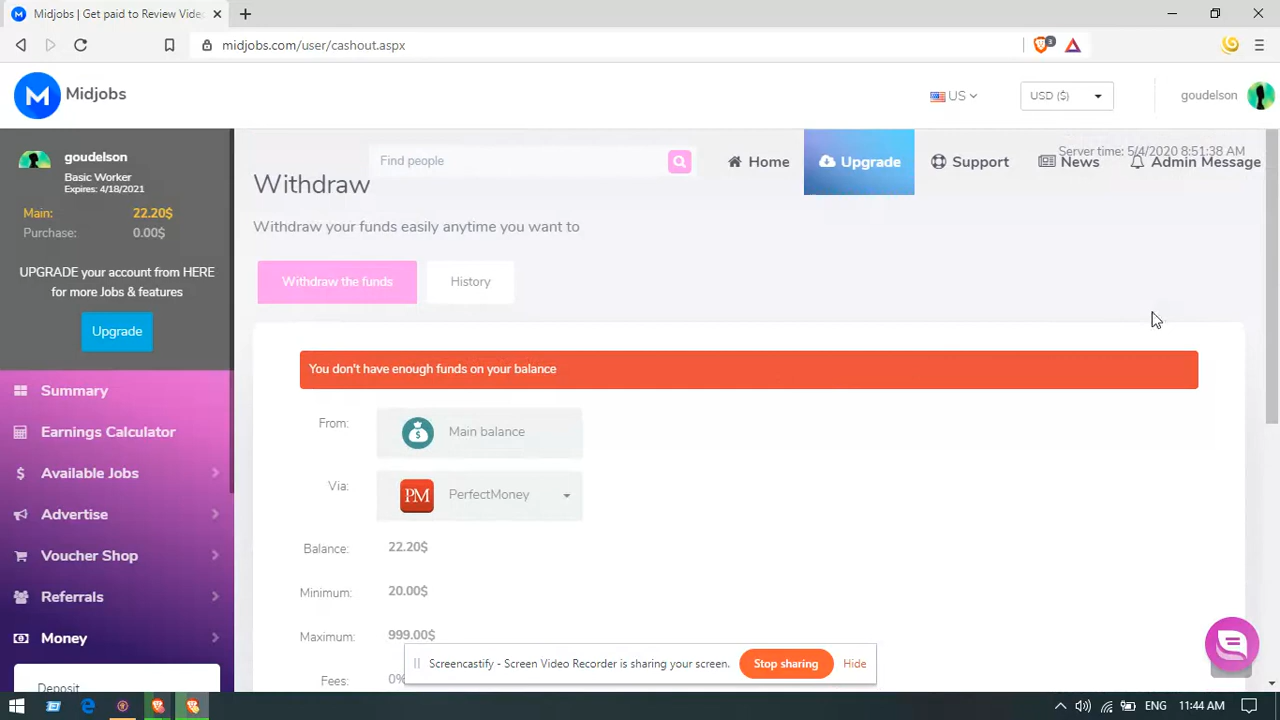 Midjobs | Get paid to Review Vide
midjobs.com/user/cashout.aspx
3
M
Midjobs
US
USD ($)
goudelson
goudelson
Basic Worker
Expires: 4/18/2021
Main: 22.20$
Purchase: 0.00$
UPGRADE your account from HERE
for more Jobs & features
Upgrade
Summary
Earnings Calculator
Available Jobs
Advertise
Voucher Shop
Referrals
Money
Deposit
Find people
Home
Upgrade
Support
News
Admin Message
Server time: 5/4/2020 8:51:38 AM
Withdraw
Withdraw your funds easily anytime you want to
Withdraw the funds
History
You don't have enough funds on your balance
From: Main balance
Via: PM PerfectMoney
Balance: 22.20$
Minimum: 20.00$
Maximum: 999.00$
Fees: 0%
Screencastify - Screen Video Recorder is sharing your screen.
Stop sharing
Hide
ENG
11:44 AM